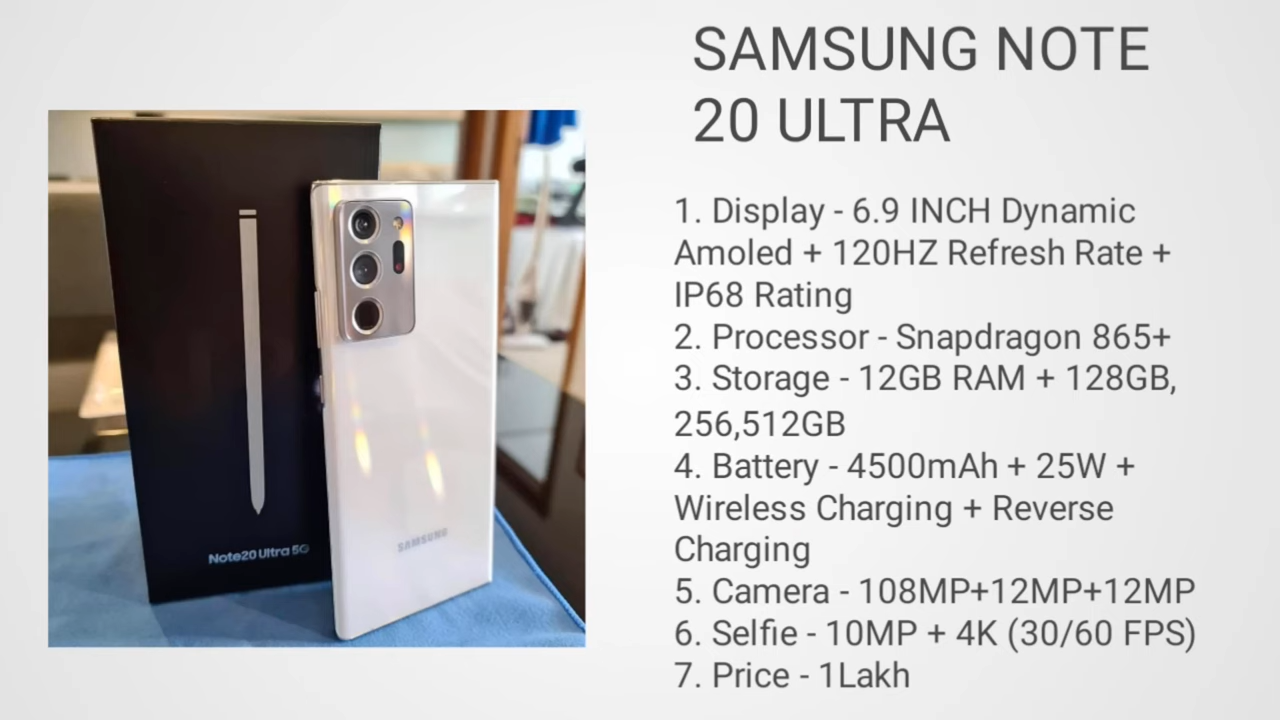 SAMSUNG NOTE
20 ULTRA
1. Display - 6.9 INCH Dynamic
Amoled + 120HZ Refresh Rate +
IP68 Rating
2. Processor - Snapdragon 865+
3. Storage - 12GB RAM + 128GB,
256,512GB
4. Battery - 4500mAh + 25W +
Wireless Charging + Reverse
Charging
5. Camera - 108MP+12MP+12MP
6. Selfie - 10MP + 4K (30/60 FPS)
7. Price - 1Lakh
Note20 Ultra 5G
SAMSUNG